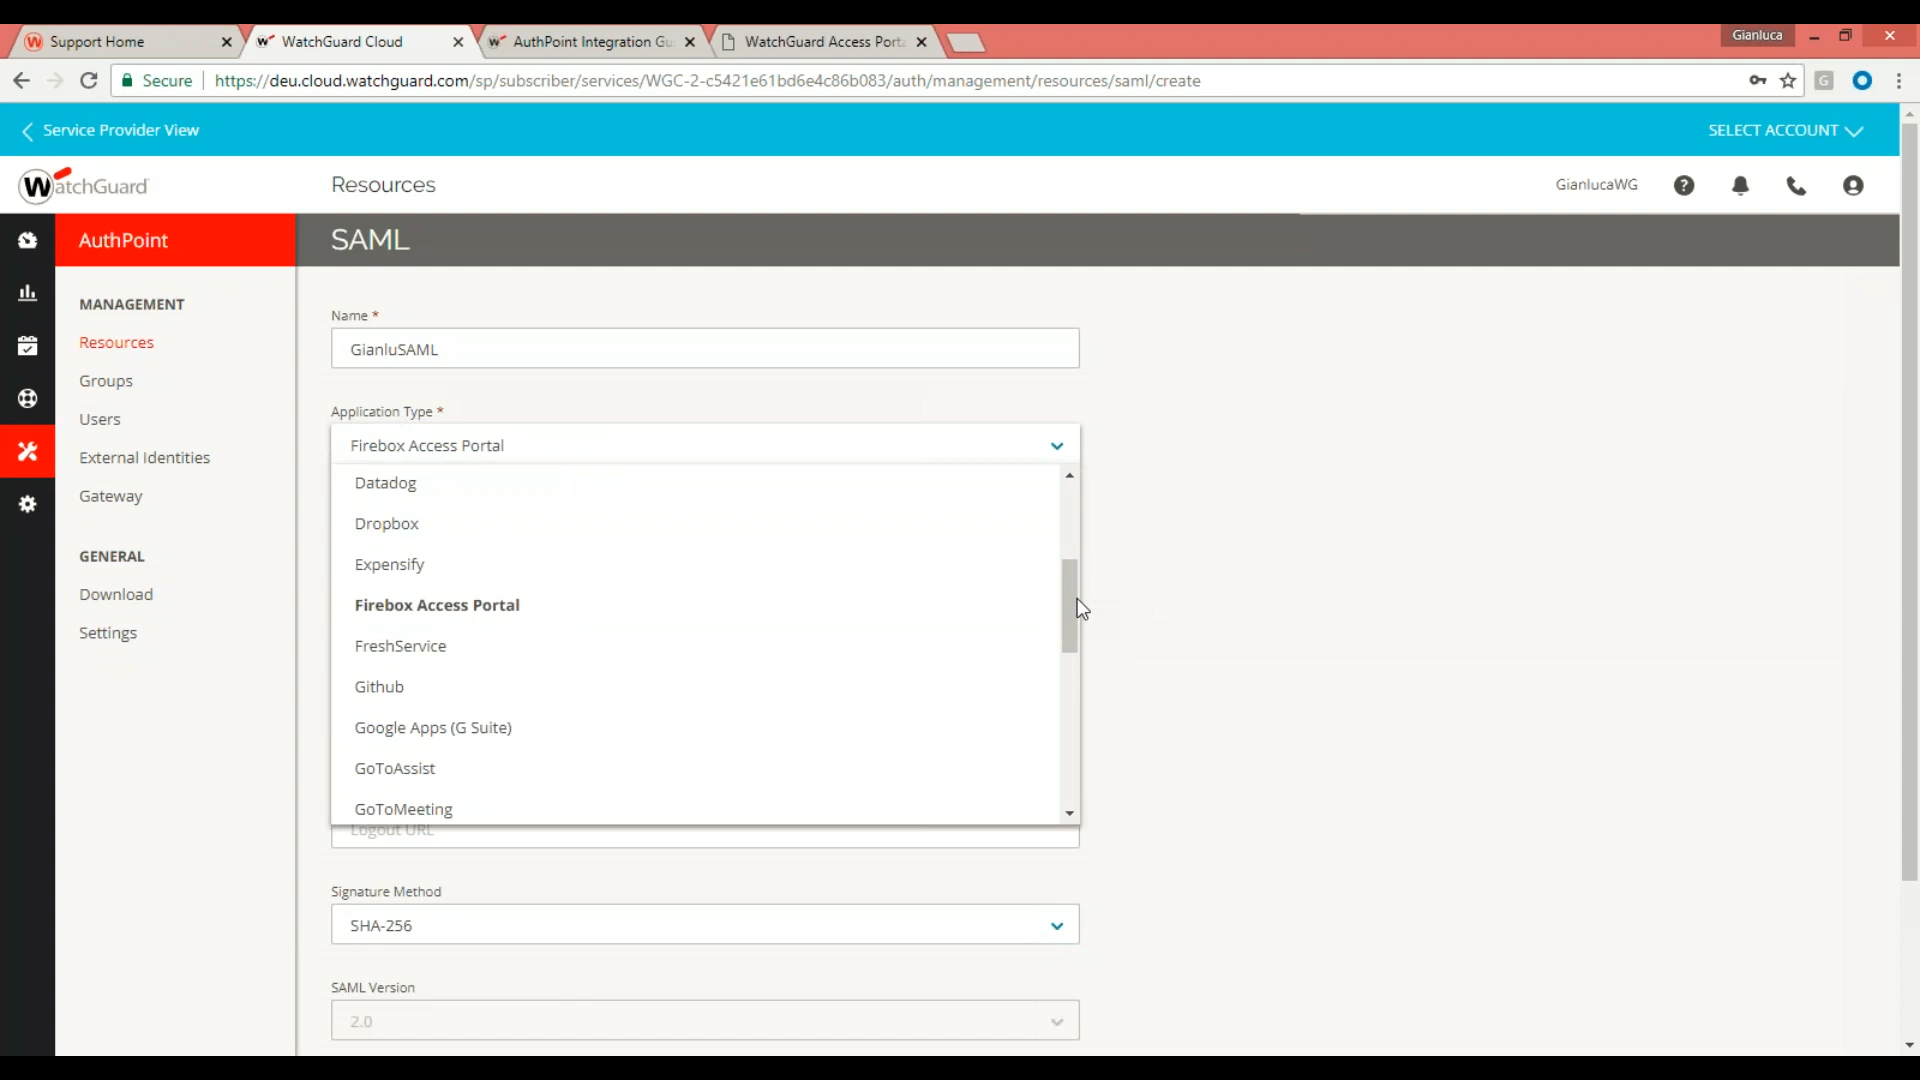 Support Home
WatchGuard Cloud
AuthPoint Integration Gu
WatchGuard Access Porta
Gianluca
Secure
https://deu.cloud.watchguard.com/sp/subscriber/services/WGC-2-c5421e61bd6e4c86b083/auth/management/resources/saml/create
Service Provider View
SELECT ACCOUNT
WatchGuard
Resources
GianlucaWG
AuthPoint
SAML
MANAGEMENT
Resources
Groups
Users
External Identities
Gateway
GENERAL
Download
Settings
Name *
GianluSAML
Application Type *
Firebox Access Portal
Datadog
Dropbox
Expensify
Firebox Access Portal
FreshService
Github
Google Apps (G Suite)
GoToAssist
GoToMeeting
Logout URL
Signature Method
SHA-256
SAML Version
2.0